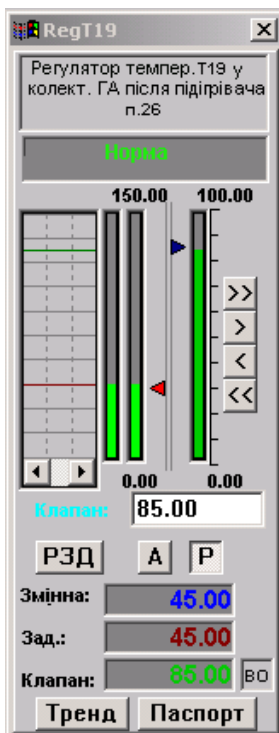 RegT19
Регулятор темпер.Т19 у
колект. ГА після підігрівача
п.26
Норма
150.00 100.00
>>
>
<
<<
0.00 0.00
Клапан: 85.00
РЗД А Р
Змінна: 45.00
Зад.: 45.00
Клапан: 85.00 ВО
Тренд Паспорт